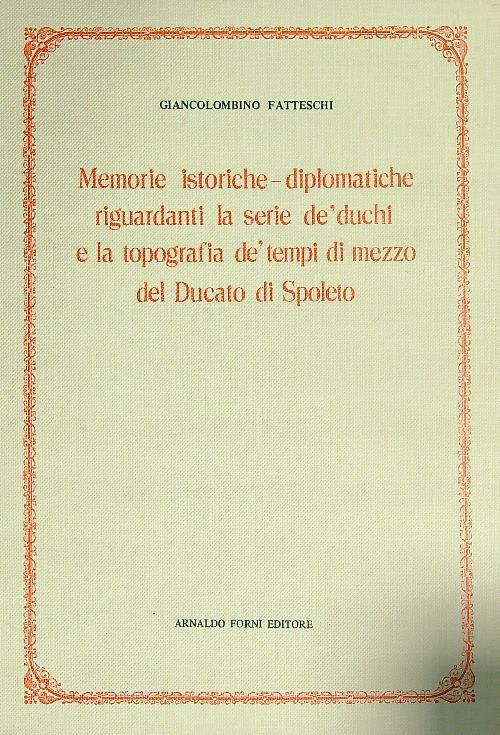 GIANCOLOMBINO FATTESCHI
Memorie istoriche-diplomatiche
riguardanti la serie de'duchi
e la topografia de'tempi di mezzo
del Ducato di Spoleto
ARNALDO FORNI EDITORE